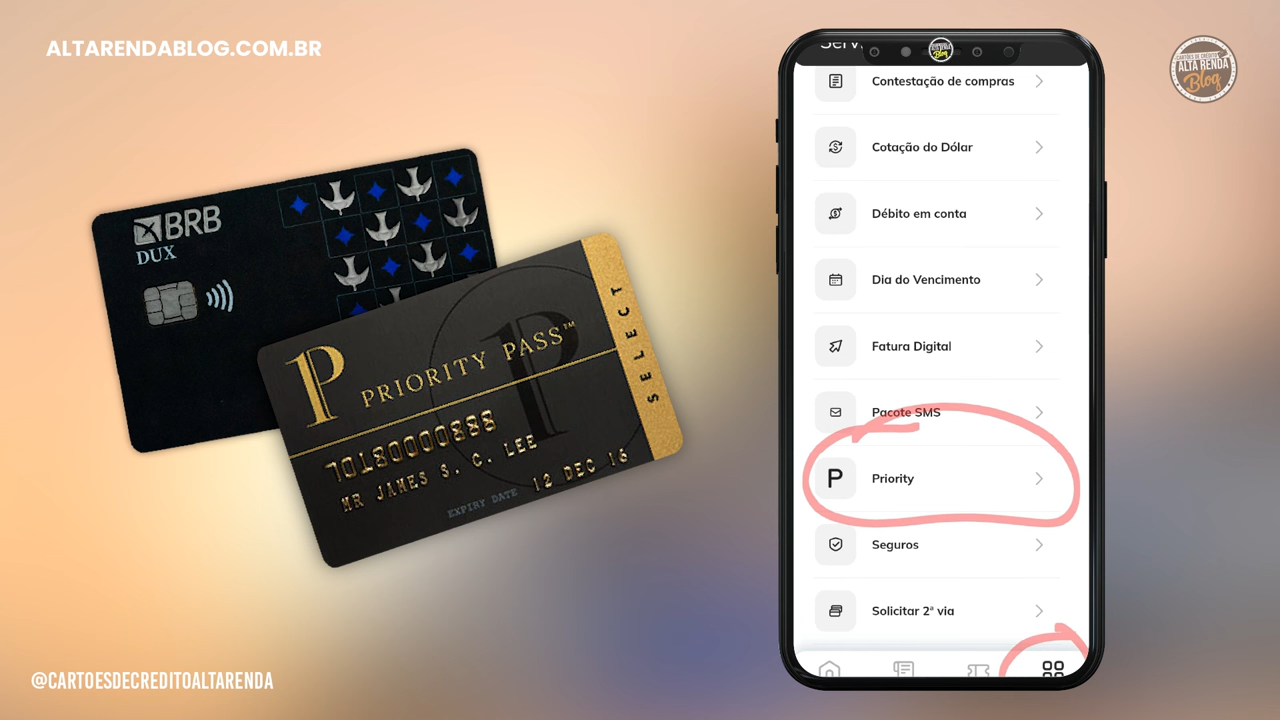 ALTARENDABLOG.COM.BR
BRB
DUX
P PRIORITY PASS™
SELECT
70180000888
MR JAMES S. C. LEE
EXPIRY DATE 12 DEC 16
Contestação de compras
Cotação do Dólar
Débito em conta
Dia do Vencimento
Fatura Digital
Pacote SMS
P Priority
Seguros
Solicitar 2ª via
ALTA RENDA
Blog
@CARTOESDECREDITOALTARENDA